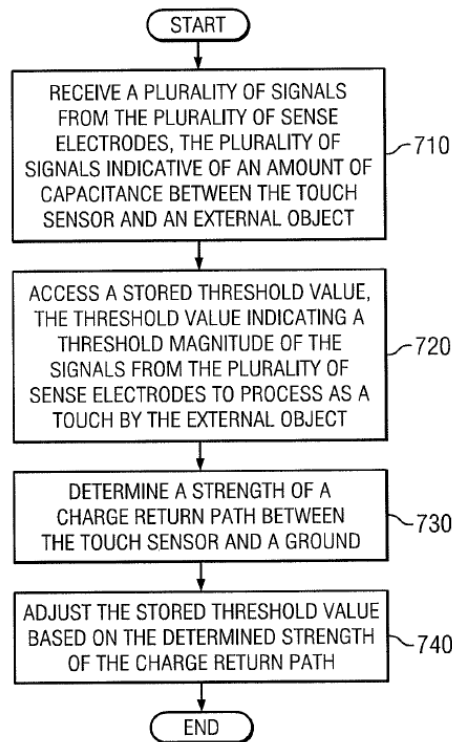 START
RECEIVE A PLURALITY OF SIGNALS
FROM THE PLURALITY OF SENSE
ELECTRODES, THE PLURALITY OF
SIGNALS INDICATIVE OF AN AMOUNT OF
CAPACITANCE BETWEEN THE TOUCH
SENSOR AND AN EXTERNAL OBJECT
710
ACCESS A STORED THRESHOLD VALUE,
THE THRESHOLD VALUE INDICATING A
THRESHOLD MAGNITUDE OF THE
SIGNALS FROM THE PLURALITY OF
SENSE ELECTRODES TO PROCESS AS A
TOUCH BY THE EXTERNAL OBJECT
720
DETERMINE A STRENGTH OF A
CHARGE RETURN PATH BETWEEN
THE TOUCH SENSOR AND A GROUND
730
ADJUST THE STORED THRESHOLD VALUE
BASED ON THE DETERMINED STRENGTH
OF THE CHARGE RETURN PATH
740
END